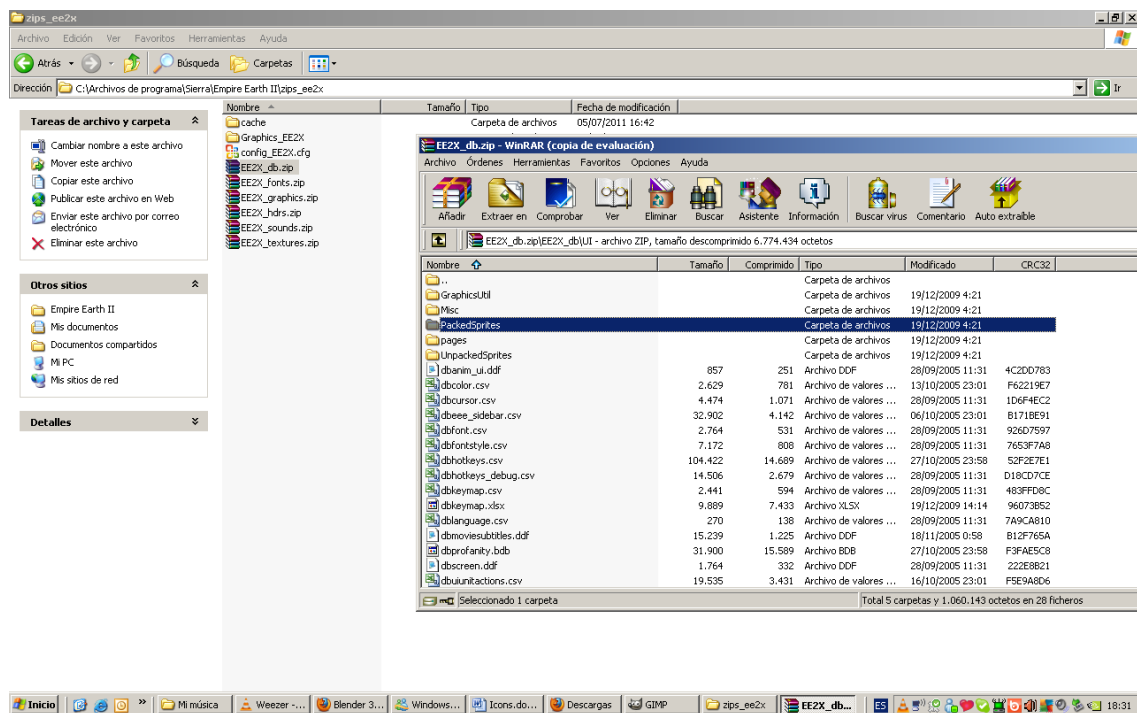 zips_ee2x
Archivo Edición Ver Favoritos Herramientas Ayuda
Atrás Búsqueda Carpetas
Dirección C:\Archivos de programa\Sierra\Empire Earth II\zips_ee2x Ir
Tareas de archivo y carpeta
Cambiar nombre a este archivo
Mover este archivo
Copiar este archivo
Publicar este archivo en Web
Enviar este archivo por correo
electrónico
Eliminar este archivo
Otros sitios
Empire Earth II
Mis documentos
Documentos compartidos
Mi PC
Mis sitios de red
Detalles
Nombre Tamaño Tipo Fecha de modificación
cache Carpeta de archivos 05/07/2011 16:42
Graphics_EE2X
config_EE2X.cfg
EE2X_db.zip
EE2X_fonts.zip
EE2X_graphics.zip
EE2X_hdrs.zip
EE2X_sounds.zip
EE2X_textures.zip
EE2X_db.zip - WinRAR (copia de evaluación)
Archivo Órdenes Herramientas Favoritos Opciones Ayuda
Añadir Extraer en Comprobar Ver Eliminar Buscar Asistente Información Buscar virus Comentario Auto extraíble
EE2X_db.zip\EE2X_db\UI - archivo ZIP, tamaño descomprimido 6.774.434 octetos
Nombre Tamaño Comprimido Tipo Modificado CRC32
.. Carpeta de archivos
GraphicsUtil Carpeta de archivos 19/12/2009 4:21
Misc Carpeta de archivos 19/12/2009 4:21
PackedSprites Carpeta de archivos 19/12/2009 4:21
pages Carpeta de archivos 19/12/2009 4:21
UnpackedSprites Carpeta de archivos 19/12/2009 4:21
dbanim_ui.ddf 857 251 Archivo DDF 28/09/2005 11:31 4C2DD783
dbcolor.csv 2.629 781 Archivo de valores ... 13/10/2005 23:01 F62219E7
dbcursor.csv 4.474 1.071 Archivo de valores ... 28/09/2005 11:31 1D6F4EC2
dbeee_sidebar.csv 32.902 4.142 Archivo de valores ... 06/10/2005 23:01 B171BE91
dbfont.csv 2.764 531 Archivo de valores ... 28/09/2005 11:31 926D7597
dbfontstyle.csv 7.172 808 Archivo de valores ... 28/09/2005 11:31 7653F7A8
dbhotkeys.csv 104.422 14.689 Archivo de valores ... 27/10/2005 23:58 52F2E7E1
dbhotkeys_debug.csv 14.506 2.679 Archivo de valores ... 28/09/2005 11:31 D18CD7CE
dbkeymap.csv 2.441 594 Archivo de valores ... 28/09/2005 11:31 483FFD8C
dbkeymap.xlsx 9.889 7.433 Archivo XLSX 19/12/2009 14:14 96073B52
dblanguage.csv 270 138 Archivo de valores ... 28/09/2005 11:31 7A9CA810
dbmoviesubtitles.ddf 15.239 1.225 Archivo DDF 18/11/2005 0:58 B12F765A
dbprofanity.bdb 31.900 15.589 Archivo BDB 27/10/2005 23:58 F3FAE5C8
dbscreen.ddf 1.764 332 Archivo DDF 28/09/2005 11:31 222E8B21
dbuiunitactions.csv 19.535 3.431 Archivo de valores ... 16/10/2005 23:01 F5E9A8D6
Seleccionado 1 carpeta Total 5 carpetas y 1.060.143 octetos en 28 ficheros
Inicio Mi música Weezer -... Blender 3... Windows... Icons.do... Descargas GIMP zips_ee2x EE2X_db... ES 18:31